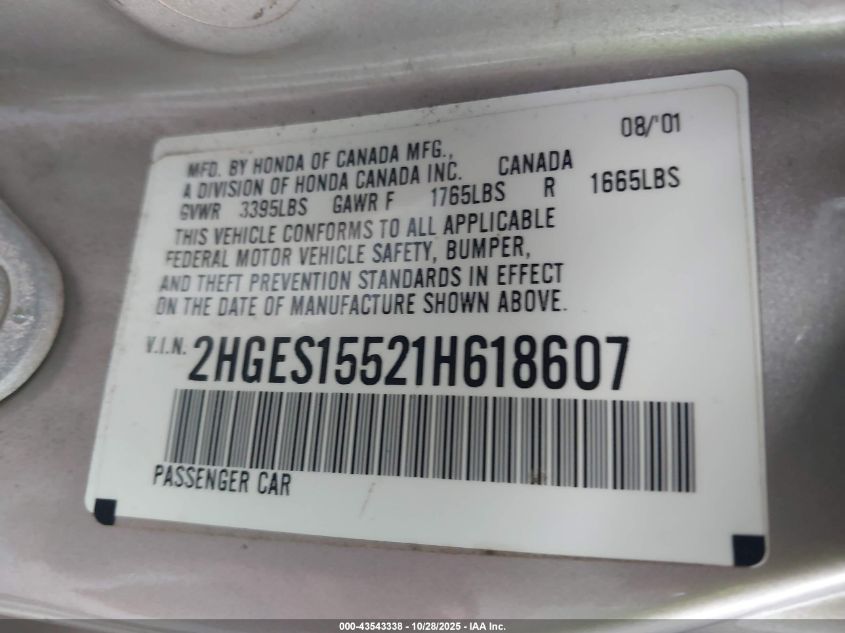 08/'01
MFD. BY HONDA OF CANADA MFG.,
A DIVISION OF HONDA CANADA INC. CANADA
GVWR 3395LBS GAWR F 1765LBS R 1665LBS
THIS VEHICLE CONFORMS TO ALL APPLICABLE
FEDERAL MOTOR VEHICLE SAFETY, BUMPER,
AND THEFT PREVENTION STANDARDS IN EFFECT
ON THE DATE OF MANUFACTURE SHOWN ABOVE.
V.I.N. 2HGES15521H618607
PASSENGER CAR
000-43543338 - 10/28/2025 - IAA Inc.